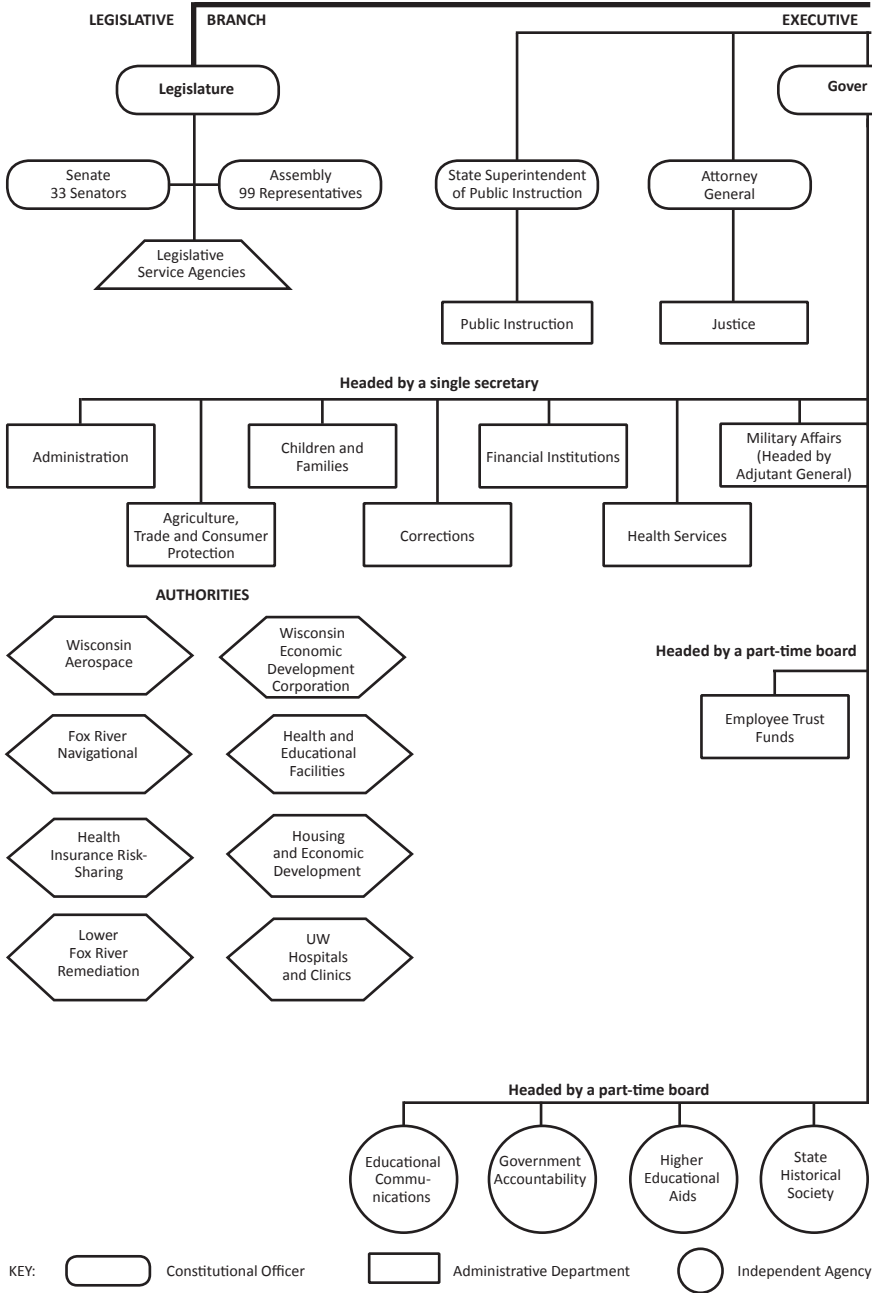 LEGISLATIVE BRANCH
EXECUTIVE
Legislature
Gover
Senate
33 Senators
Assembly
99 Representatives
State Superintendent
of Public Instruction
Attorney
General
Legislative
Service Agencies
Public Instruction
Justice
Headed by a single secretary
Administration
Children and
Families
Financial Institutions
Military Affairs
(Headed by
Adjutant General)
Agriculture,
Trade and Consumer
Protection
Corrections
Health Services
AUTHORITIES
Wisconsin
Aerospace
Wisconsin
Economic
Development
Corporation
Headed by a part-time board
Employee Trust
Funds
Fox River
Navigational
Health and
Educational
Facilities
Health
Insurance Risk-
Sharing
Housing
and Economic
Development
Lower
Fox River
Remediation
UW
Hospitals
and Clinics
Headed by a part-time board
Educational
Commu-
nications
Government
Accountability
Higher
Educational
Aids
State
Historical
Society
KEY:
Constitutional Officer
Administrative Department
Independent Agency